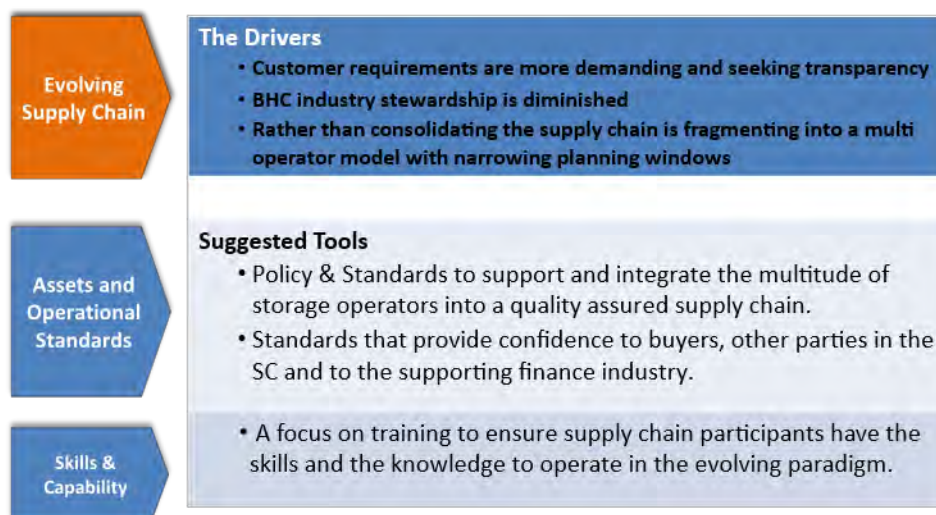 Evolving
Supply Chain
The Drivers
• Customer requirements are more demanding and seeking transparency
• BHC industry stewardship is diminished
• Rather than consolidating the supply chain is fragmenting into a multi
operator model with narrowing planning windows
Assets and
Operational
Standards
Suggested Tools
• Policy & Standards to support and integrate the multitude of
storage operators into a quality assured supply chain.
• Standards that provide confidence to buyers, other parties in the
SC and to the supporting finance industry.
Skills &
Capability
• A focus on training to ensure supply chain participants have the
skills and the knowledge to operate in the evolving paradigm.